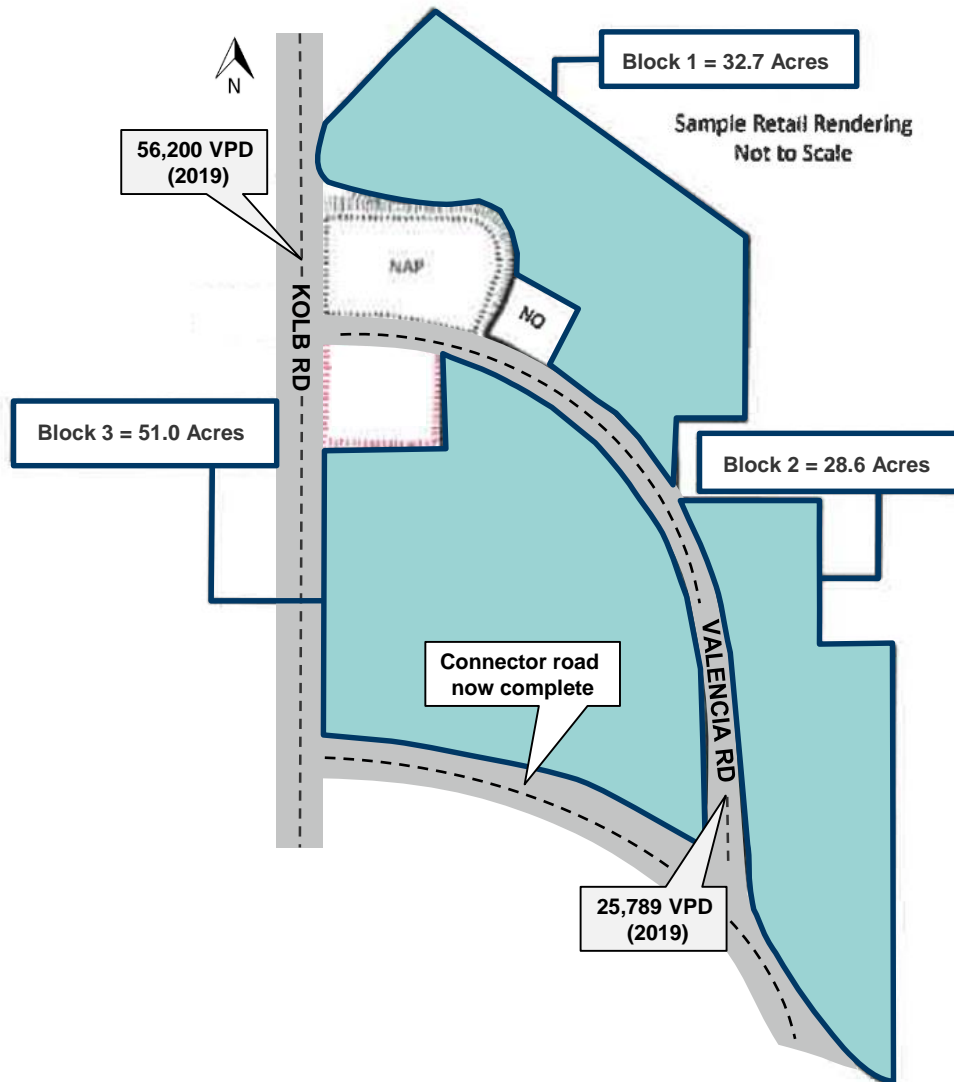 Block 1 = 32.7 Acres
N
Sample Retail Rendering
Not to Scale
56,200 VPD
(2019)
NAP
KOLB RD
NO
Block 3 = 51.0 Acres
Block 2 = 28.6 Acres
VALENCIA RD
Connector road
now complete
25,789 VPD
(2019)